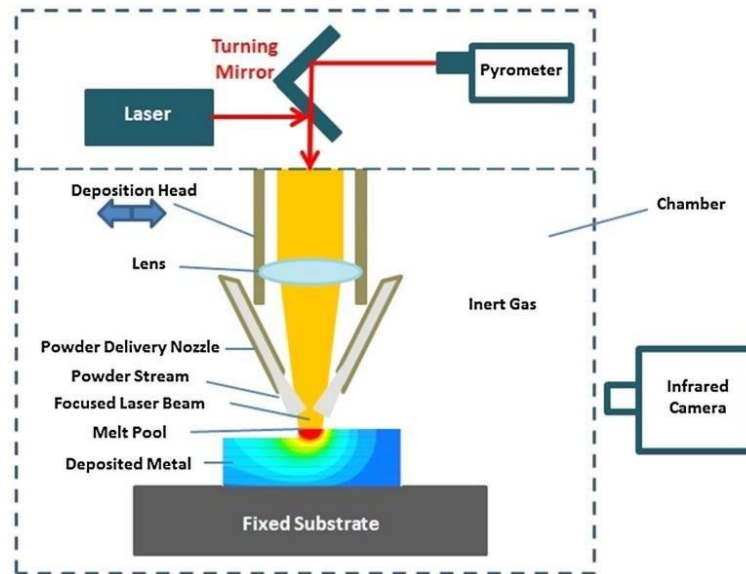 Turning
Mirror
Pyrometer
Laser
Deposition Head
Chamber
Lens
Inert Gas
Powder Delivery Nozzle
Powder Stream
Infrared
Camera
Focused Laser Beam
Melt Pool
Deposited Metal
Fixed Substrate